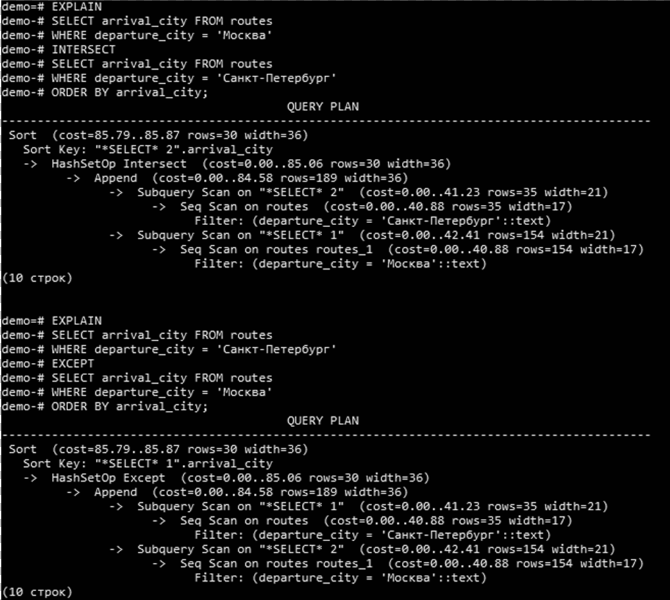 demo=# EXPLAIN
demo-# SELECT arrival_city FROM routes
demo-# WHERE departure_city = 'Москва'
demo-# INTERSECT
demo-# SELECT arrival_city FROM routes
demo-# WHERE departure_city = 'Санкт-Петербург'
demo-# ORDER BY arrival_city;
QUERY PLAN
--------------------------------------------------------------------------------------------
Sort  (cost=85.79..85.87 rows=30 width=36)
  Sort Key: "*SELECT* 2".arrival_city
  ->  HashSetOp Intersect  (cost=0.00..85.06 rows=30 width=36)
        ->  Append  (cost=0.00..84.58 rows=189 width=36)
              ->  Subquery Scan on "*SELECT* 2"  (cost=0.00..41.23 rows=35 width=21)
                    ->  Seq Scan on routes  (cost=0.00..40.88 rows=35 width=17)
                          Filter: (departure_city = 'Санкт-Петербург'::text)
              ->  Subquery Scan on "*SELECT* 1"  (cost=0.00..42.41 rows=154 width=21)
                    ->  Seq Scan on routes routes_1  (cost=0.00..40.88 rows=154 width=17)
                          Filter: (departure_city = 'Москва'::text)
(10 строк)
demo=# EXPLAIN
demo-# SELECT arrival_city FROM routes
demo-# WHERE departure_city = 'Санкт-Петербург'
demo-# EXCEPT
demo-# SELECT arrival_city FROM routes
demo-# WHERE departure_city = 'Москва'
demo-# ORDER BY arrival_city;
QUERY PLAN
--------------------------------------------------------------------------------------------
Sort  (cost=85.79..85.87 rows=30 width=36)
  Sort Key: "*SELECT* 1".arrival_city
  ->  HashSetOp Except  (cost=0.00..85.06 rows=30 width=36)
        ->  Append  (cost=0.00..84.58 rows=189 width=36)
              ->  Subquery Scan on "*SELECT* 1"  (cost=0.00..41.23 rows=35 width=21)
                    ->  Seq Scan on routes  (cost=0.00..40.88 rows=35 width=17)
                          Filter: (departure_city = 'Санкт-Петербург'::text)
              ->  Subquery Scan on "*SELECT* 2"  (cost=0.00..42.41 rows=154 width=21)
                    ->  Seq Scan on routes routes_1  (cost=0.00..40.88 rows=154 width=17)
                          Filter: (departure_city = 'Москва'::text)
(10 строк)